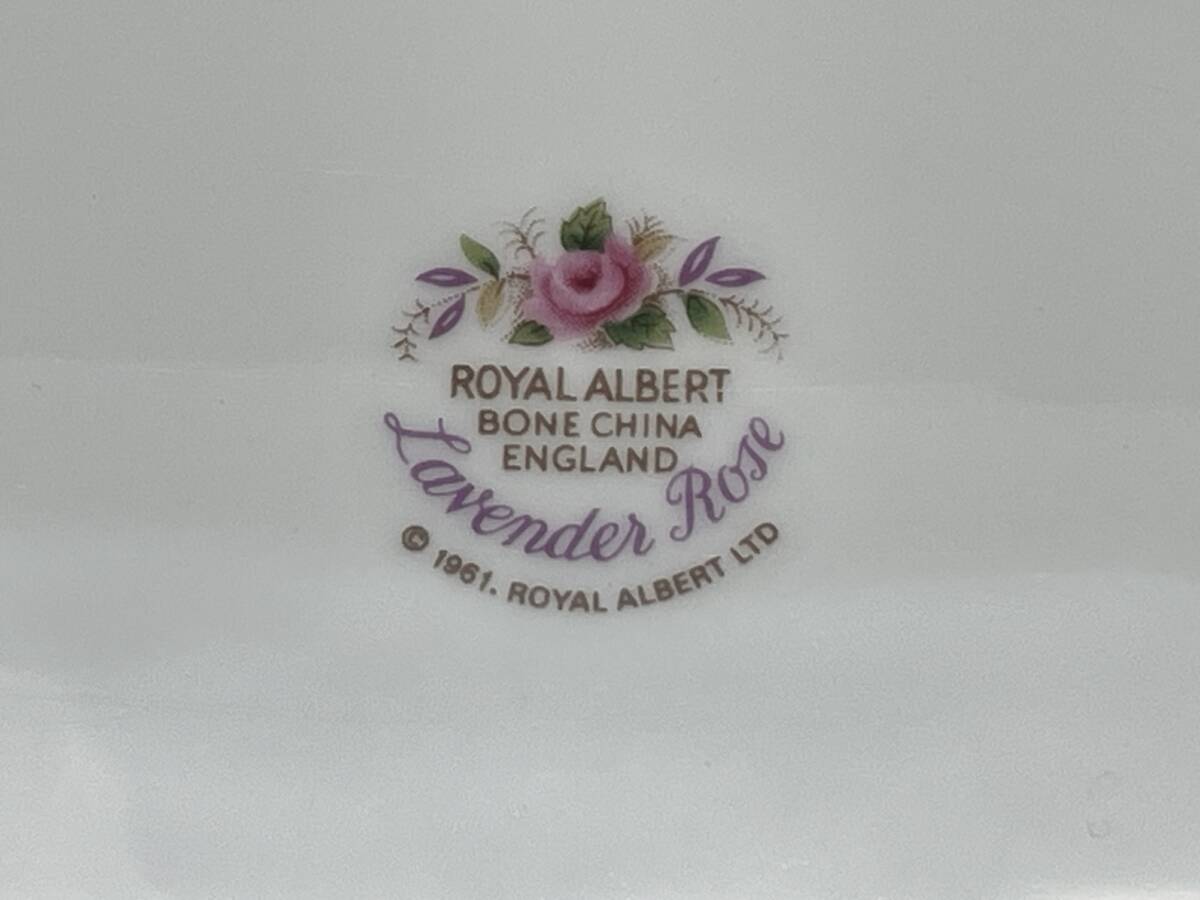 ROYAL ALBERT
BONE CHINA
ENGLAND
Lavender Rose
© 1961. ROYAL ALBERT LTD